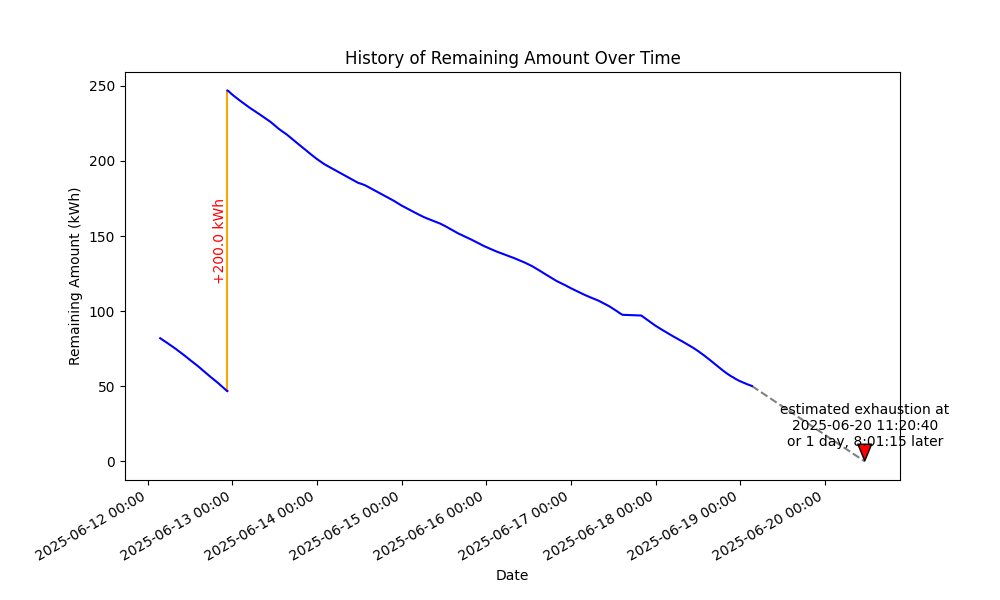 History of Remaining Amount Over Time
Remaining Amount (kWh)
250
200
150
100
50
0
+200.0 kWh
estimated exhaustion at
2025-06-20 11:20:40
or 1 day, 8:01:15 later
2025-06-12 00:00
2025-06-13 00:00
2025-06-14 00:00
2025-06-15 00:00
2025-06-16 00:00
2025-06-17 00:00
2025-06-18 00:00
2025-06-19 00:00
2025-06-20 00:00
Date